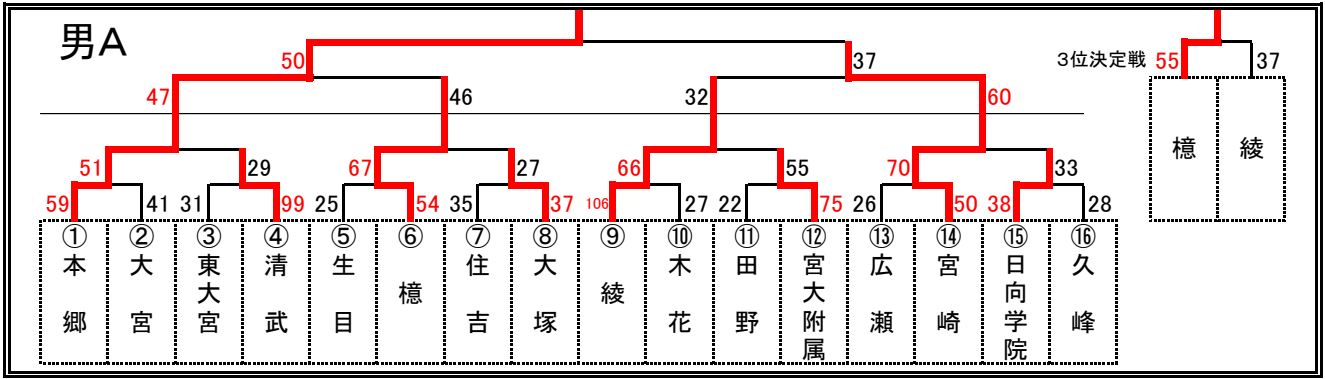 男A
50 37
３位決定戦 55 37
47 46 32 60
檍 綾
51 29 67 27 66 55 70 33
59 41 31 99 25 54 35 37 106 27 22 75 26 50 38 28
① ② ③ ④ ⑤ ⑥ ⑦ ⑧ ⑨ ⑩ ⑪ ⑫ ⑬ ⑭ ⑮ ⑯
本郷
大宮
東大宮
清武
生目
檍
住吉
大塚
綾
木花
田野
宮大附属
広瀬
宮崎
日向学院
久峰